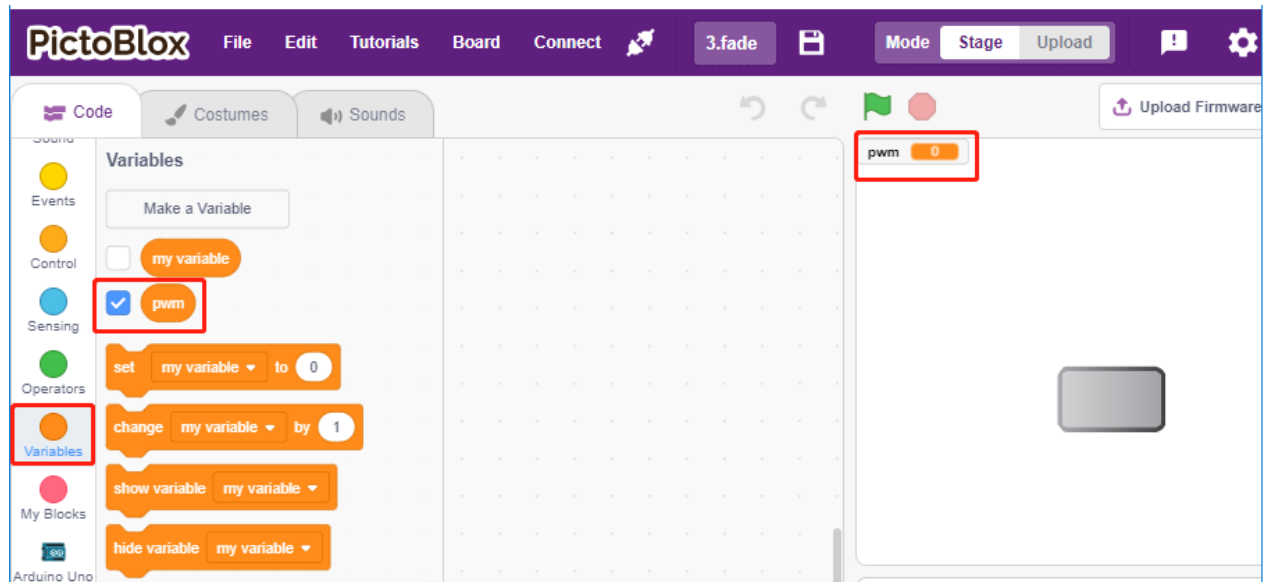 PictoBlox File Edit Tutorials Board Connect 3.fade Mode Stage Upload
Code Costumes Sounds Upload Firmware
Sound
Events
Control
Sensing
Operators
Variables
My Blocks
Arduino Uno
Variables
Make a Variable
my variable
pwm
set my variable to 0
change my variable by 1
show variable my variable
hide variable my variable
pwm 0